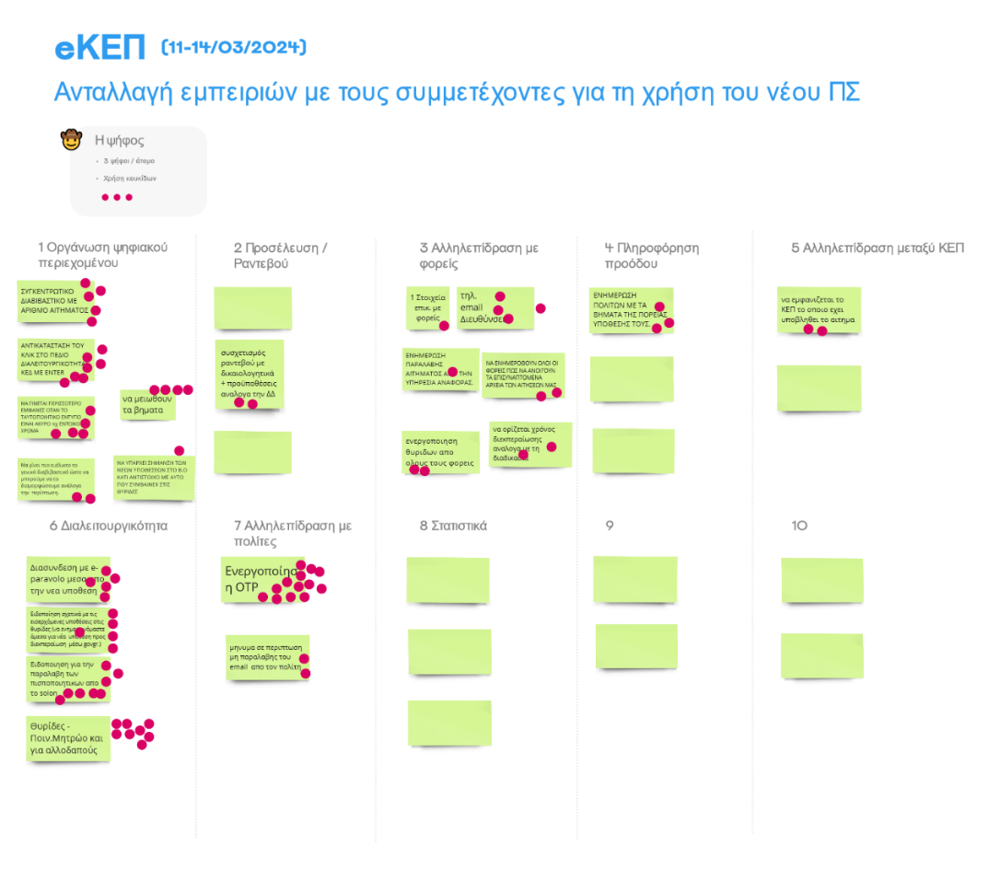 eΚΕΠ (11-14/03/2024)
Ανταλλαγή εμπειριών με τους συμμετέχοντες για τη χρήση του νέου ΠΣ
Η ψήφος
· 3 ψήφοι / άτομο
· Χρήση κουκίδων
1 Οργάνωση ψηφιακού
περιεχομένου
ΣΥΓΚΕΝΤΡΩΤΙΚΟ
ΔΙΑΒΙΒΑΣΤΙΚΟ ΜΕ
ΑΡΙΘΜΟ ΑΙΤΗΜΑΤΟΣ
ΑΝΤΙΚΑΤΑΣΤΑΣΗ ΤΟΥ
ΚΛΙΚ ΣΤΟ ΠΕΔΙΟ
ΔΙΑΛΕΙΤΟΥΡΓΙΚΟΤΗΤΑ
ΚΕΔ ΜΕ ENTER
ΝΑ ΓΙΝΕΤΑΙ ΠΕΡΙΣΣΟΤΕΡΟ
ΕΜΦΑΝΕΣ ΟΤΑΝ ΤΟ
ΤΑΥΤΟΠΟΙΗΤΙΚΟ ΕΝΤΥΠΟ
ΕΙΝΑΙ ΑΚΥΡΟ πχ ΕΝΤΟΝΟ
ΧΡΩΜΑ
να μειωθουν
τα βηματα
Να γίνει πιο ευέλικτο το
γενικό διαβιβαστικό ώστε να
μπορούμε να το
διαμορφώσουμε ανάλογα
την περίπτωση.
ΝΑ ΥΠΑΡΧΕΙ ΣΗΜΑΝΣΗ ΤΩΝ
ΝΕΩΝ ΥΠΟΘΕΣΕΩΝ ΣΤΟ Β.Ο
ΚΑΤΙ ΑΝΤΙΣΤΟΙΧΟ ΜΕ ΑΥΤΟ
ΠΟΥ ΣΥΜΒΑΙΝΕΙ ΣΤΙΣ
ΘΥΡΙΔΕΣ
2 Προσέλευση /
Ραντεβού
συσχετισμός
ραντεβού με
δικαιολογητικά
+ προϋποθέσεις
αναλογα την ΔΔ
3 Αλληλεπίδραση με
φορείς
1 Στοιχεία
επικ. με
φορείς
τηλ.
email
Διευθύνσε
ΕΝΗΜΕΡΩΣΗ
ΠΑΡΑΛΑΒΗΣ
ΑΙΤΗΜΑΤΟΣ ΤΗΝ
ΥΠΗΡΕΣΙΑ ΑΝΑΦΟΡΑΣ.
ΝΑ ΕΝΗΜΕΡΩΘΟΥΝ ΟΛΟΙ ΟΙ
ΦΟΡΕΙΣ ΠΩΣ ΝΑ ΑΝΟΙΓΟΥΝ
ΤΑ ΕΠΙΣΥΝΑΠΤΟΜΕΝΑ
ΑΡΧΕΙΑ ΤΩΝ ΑΙΤΗΣΕΩΝ ΜΑΣ
ενεργοποιηση
θυριδων απο
ολους τους φορεις
να ορίζεται χρόνος
διεκπεραίωσης
αναλογα με τη
διαδικασία
4 Πληροφόρηση
προόδου
ΕΝΗΜΕΡΩΣΗ
ΠΟΛΙΤΩΝ ΜΕ ΤΑ
ΒΗΜΑΤΑ ΤΗΣ ΠΟΡΕΙΑΣ
ΥΠΟΘΕΣΗΣ ΤΟΥΣ.
5 Αλληλεπίδραση μεταξύ ΚΕΠ
να εμφανιζεται το
ΚΕΠ το οποιο εχει
υποβληθει το αιτημα
6 Διαλειτουργικότητα
Διασυνδεση με e-
paravolo μεσα απο
την νεα υποθεση
Ειδοποίηση σχετικά με τις
εισερχόμενες υποθέσεις στις
θυρίδες (να ενημερωνόμαστε
άμεσα για νέα υπόθεση προς
διεκπεραίωση μέσω govgr.)
Ειδοποιηση για την
παραλαβη των
πιστοποιητικων απο
το solon
Θυρίδες -
Ποιν.Μητρώο και
για αλλοδαπούς
7 Αλληλεπίδραση με
πολίτες
Ενεργοποίησ
η OTP
μηνυμα σε περιπτωση
μη παραλαβης του
email απο τον πολίτη
8 Στατιστικά
9
10